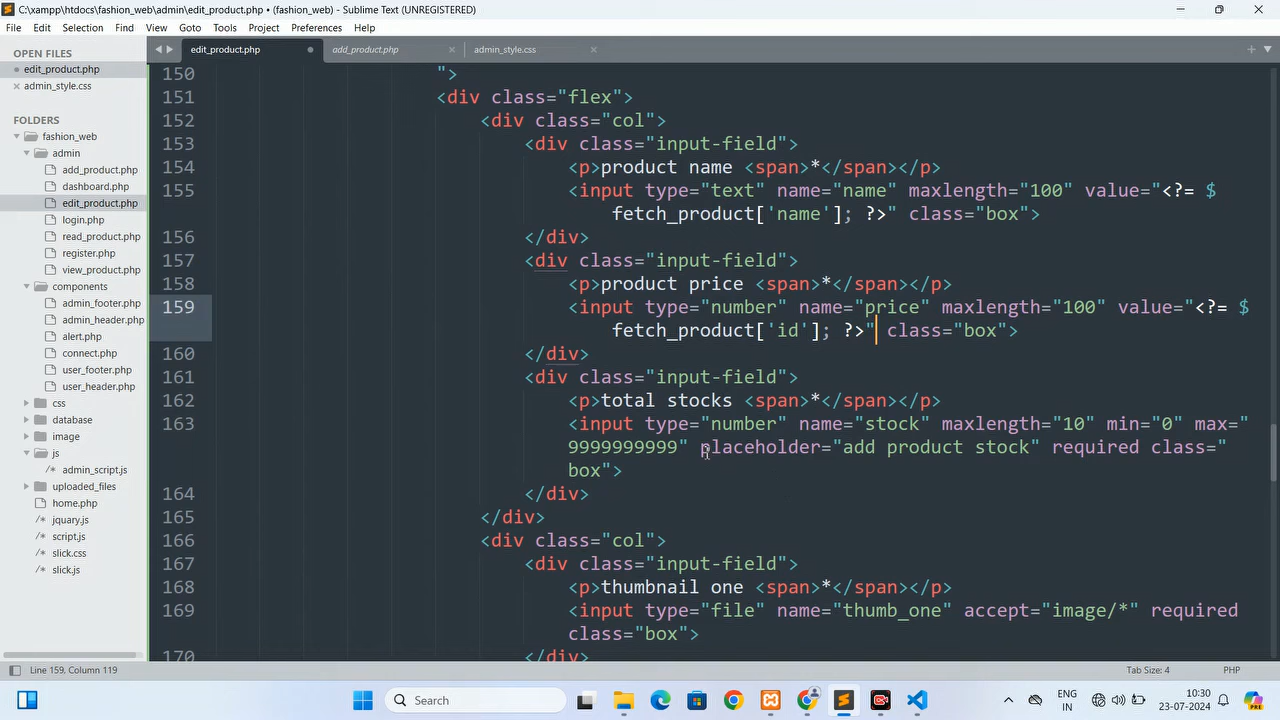 C:\xampp\htdocs\fashion_web\admin\edit_product.php • (fashion_web) - Sublime Text (UNREGISTERED)
File Edit Selection Find View Goto Tools Project Preferences Help
OPEN FILES
edit_product.php
admin_style.css
FOLDERS
fashion_web
admin
add_product.php
dashboard.php
edit_product.php
login.php
read_product.php
register.php
view_product.php
components
admin_footer.php
admin_header.php
alert.php
connect.php
user_footer.php
user_header.php
css
database
image
js
admin_script.js
uploaded_files
home.php
jquary.js
script.js
slick.css
slick.js
edit_product.php add_product.php admin_style.css
150 ">
151 <div class="flex">
152 <div class="col">
153 <div class="input-field">
154 <p>product name <span>*</span></p>
155 <input type="text" name="name" maxlength="100" value="<?= $
fetch_product['name']; ?>" class="box">
156 </div>
157 <div class="input-field">
158 <p>product price <span>*</span></p>
159 <input type="number" name="price" maxlength="100" value="<?= $
fetch_product['id']; ?>" class="box">
160 </div>
161 <div class="input-field">
162 <p>total stocks <span>*</span></p>
163 <input type="number" name="stock" maxlength="10" min="0" max="
9999999999" placeholder="add product stock" required class="
box">
164 </div>
165 </div>
166 <div class="col">
167 <div class="input-field">
168 <p>thumbnail one <span>*</span></p>
169 <input type="file" name="thumb_one" accept="image/*" required
class="box">
170 </div>
Line 159, Column 119
Tab Size: 4 PHP
Search
ENG
IN
10:30
23-07-2024